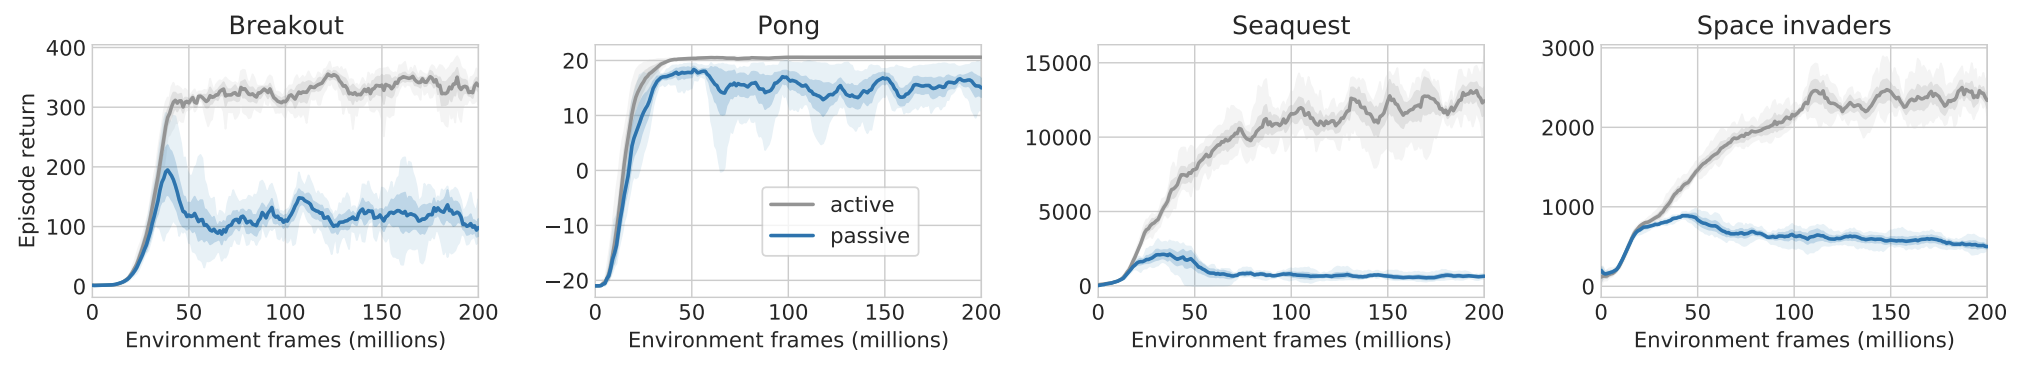 Breakout
Episode return
400
300
200
100
0
0 50 100 150 200
Environment frames (millions)
Pong
20
10
0
−10
−20
active
passive
0 50 100 150 200
Environment frames (millions)
Seaquest
15000
10000
5000
0
0 50 100 150 200
Environment frames (millions)
Space invaders
3000
2000
1000
0
0 50 100 150 200
Environment frames (millions)